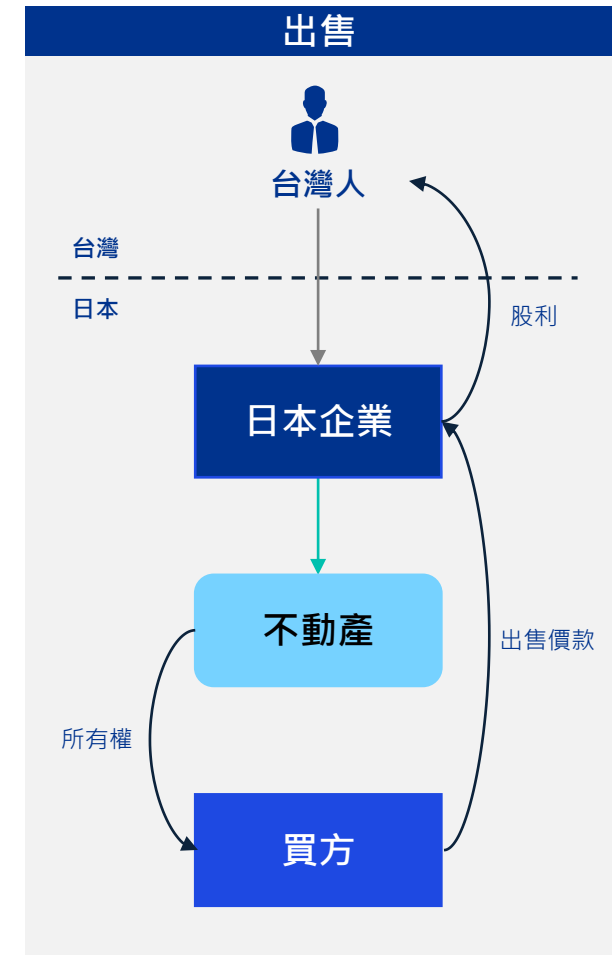 出售
台灣人
台灣
日本
股利
日本企業
不動產
出售價款
所有權
買方